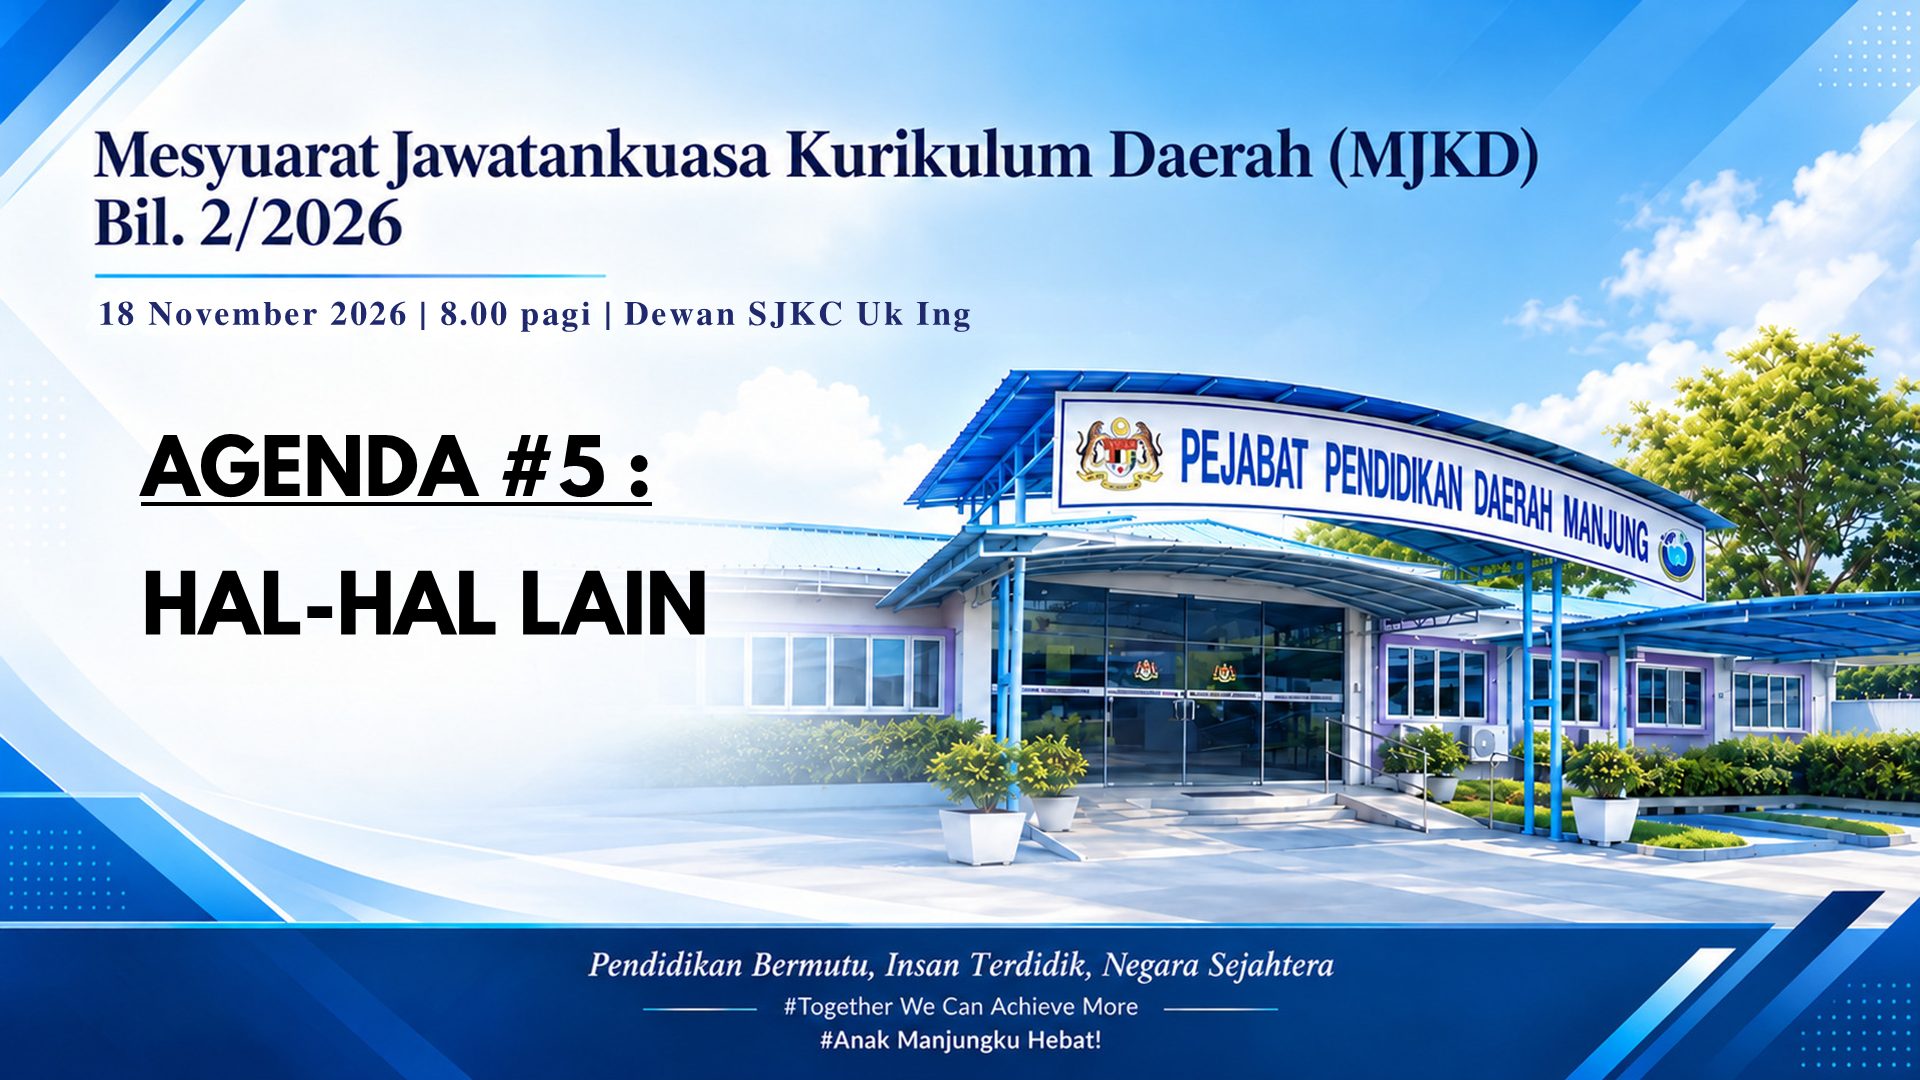 Mesyuarat Jawatankuasa Kurikulum Daerah (MJKD)
Bil. 2/2026
18 November 2026 | 8.00 pagi | Dewan SJKC Uk Ing
AGENDA #5 :
HAL-HAL LAIN
PEJABAT PENDIDIKAN DAERAH MANJUNG
Pendidikan Bermutu, Insan Terdidik, Negara Sejahtera
#Together We Can Achieve More
#Anak Manjungku Hebat!